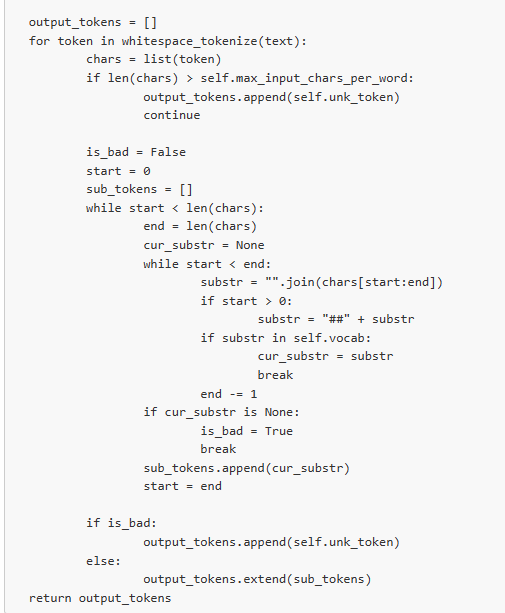 output_tokens = []
for token in whitespace_tokenize(text):
        chars = list(token)
        if len(chars) > self.max_input_chars_per_word:
                output_tokens.append(self.unk_token)
                continue

        is_bad = False
        start = 0
        sub_tokens = []
        while start < len(chars):
                end = len(chars)
                cur_substr = None
                while start < end:
                        substr = "".join(chars[start:end])
                        if start > 0:
                                substr = "##" + substr
                        if substr in self.vocab:
                                cur_substr = substr
                                break
                        end -= 1
                if cur_substr is None:
                        is_bad = True
                        break
                sub_tokens.append(cur_substr)
                start = end

        if is_bad:
                output_tokens.append(self.unk_token)
        else:
                output_tokens.extend(sub_tokens)
return output_tokens